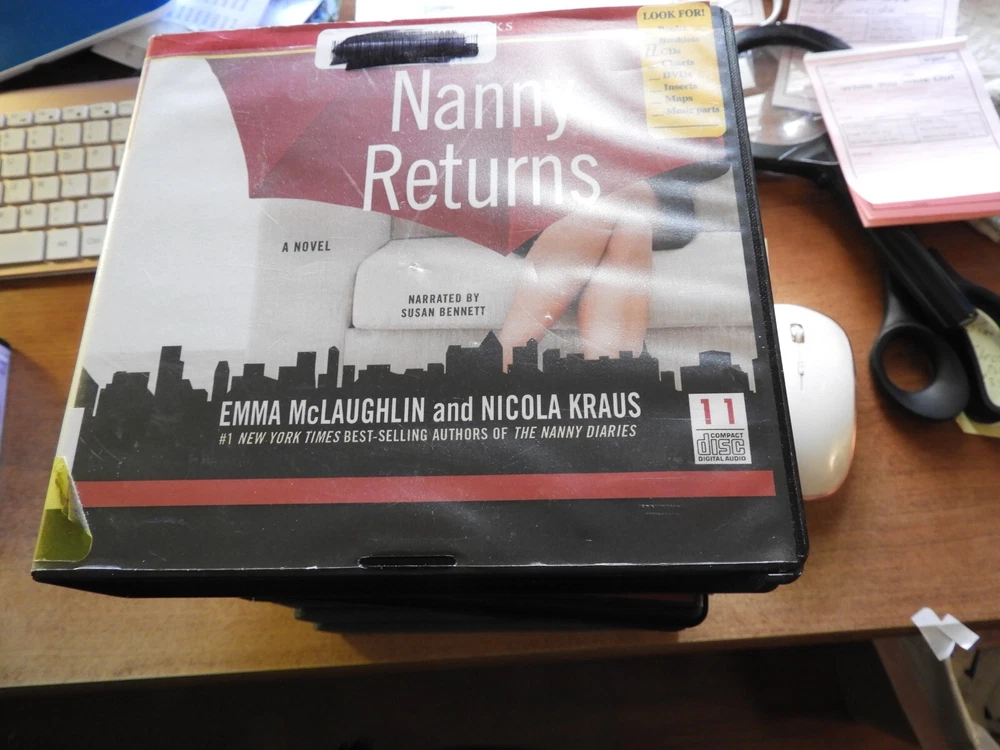 LOOK FOR!
11 CDs
Charts
DVDs
Inserts
Maps
Music parts
Nanny
Returns
A NOVEL
NARRATED BY
SUSAN BENNETT
EMMA McLAUGHLIN and NICOLA KRAUS
#1 NEW YORK TIMES BEST-SELLING AUTHORS OF THE NANNY DIARIES
11
COMPACT
disc
DIGITAL AUDIO